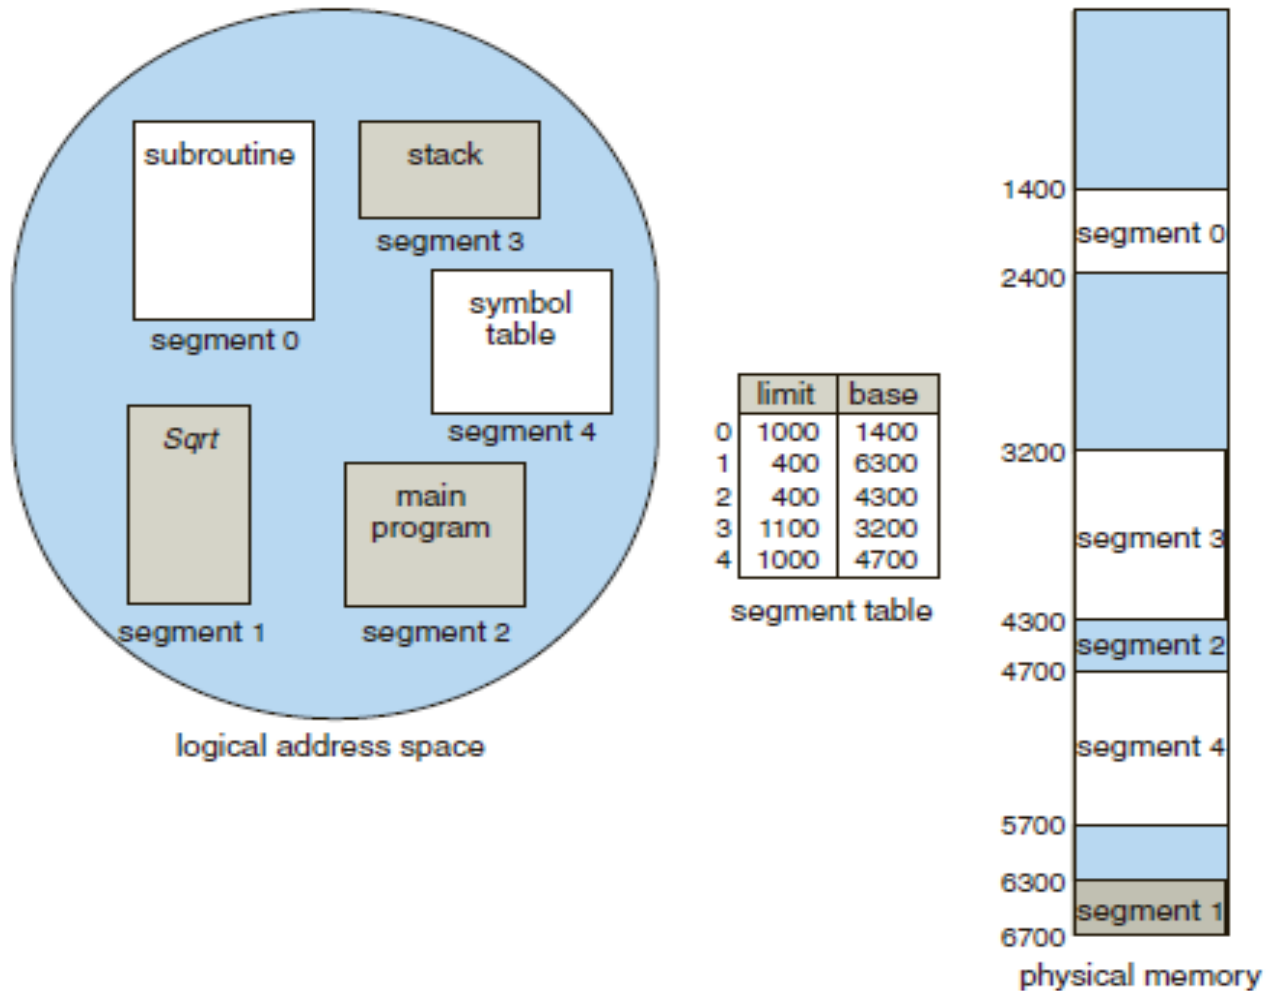 subroutine
segment 0
stack
segment 3
symbol
table
segment 4
Sqrt
segment 1
main
program
segment 2
logical address space
limit base
0 1000 1400
1 400 6300
2 400 4300
3 1100 3200
4 1000 4700
segment table
1400
segment 0
2400
3200
segment 3
4300
segment 2
4700
segment 4
5700
6300
segment 1
6700
physical memory